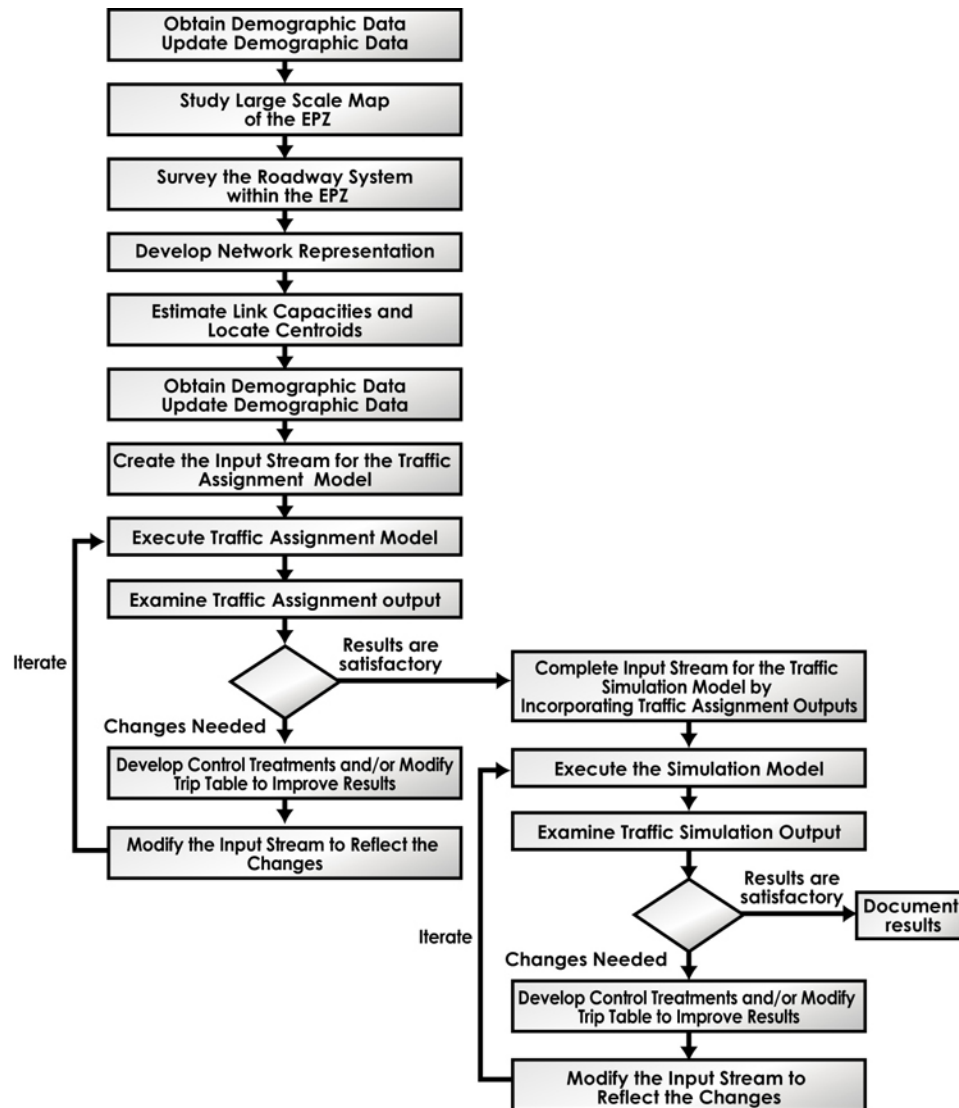 Obtain Demographic Data
Update Demographic Data
Study Large Scale Map
of the EPZ
Survey the Roadway System
within the EPZ
Develop Network Representation
Estimate Link Capacities and
Locate Centroids
Obtain Demographic Data
Update Demographic Data
Create the Input Stream for the Traffic
Assignment Model
Execute Traffic Assignment Model
Examine Traffic Assignment output
Iterate
Results are
satisfactory
Changes Needed
Develop Control Treatments and/or Modify
Trip Table to Improve Results
Modify the Input Stream to Reflect the
Changes
Complete Input Stream for the Traffic
Simulation Model by
Incorporating Traffic Assignment Outputs
Execute the Simulation Model
Examine Traffic Simulation Output
Iterate
Results are
satisfactory
Document
results
Changes Needed
Develop Control Treatments and/or Modify
Trip Table to Improve Results
Modify the Input Stream to
Reflect the Changes